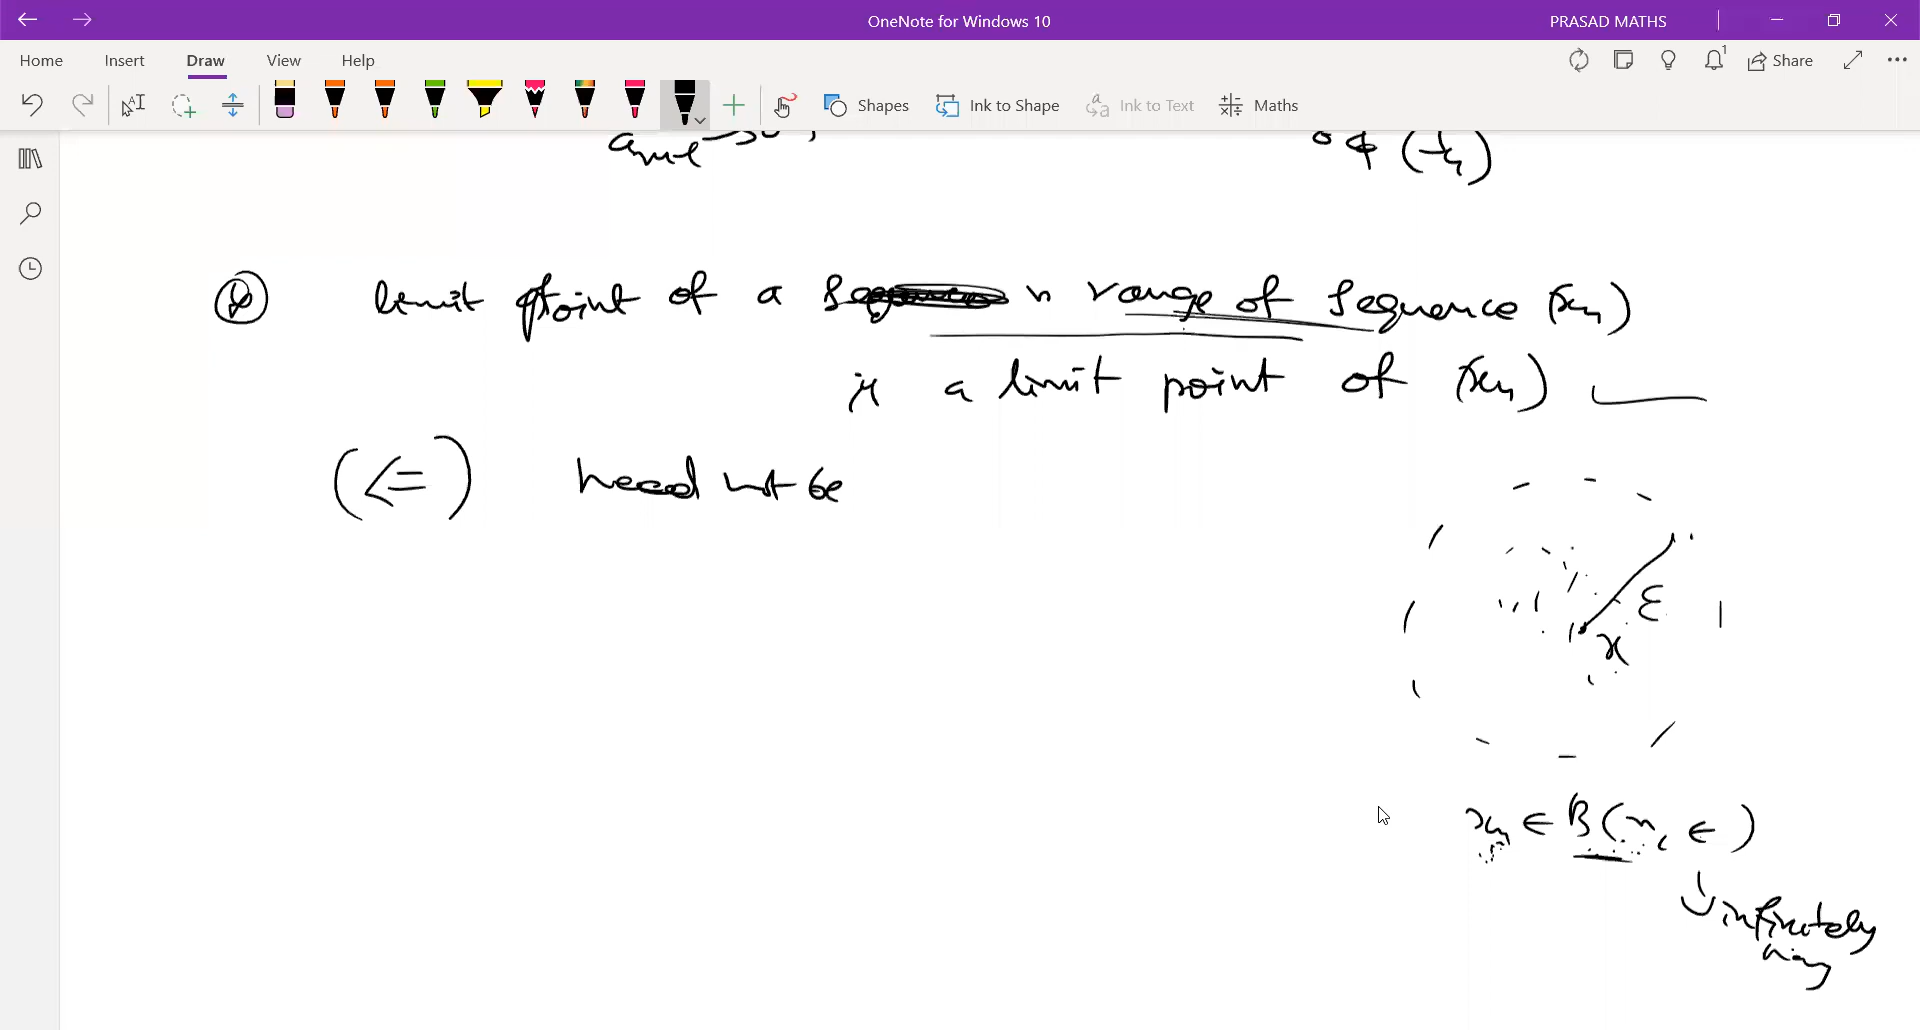 OneNote for Windows 10
PRASAD MATHS
Home Insert Draw View Help
Share
Shapes Ink to Shape Ink to Text Maths
limit point of a range of sequence (xn)
is a limit point of (xn)
(<=) need not be
ε
x
xn ∈ B(x, ε)
infinitely
many